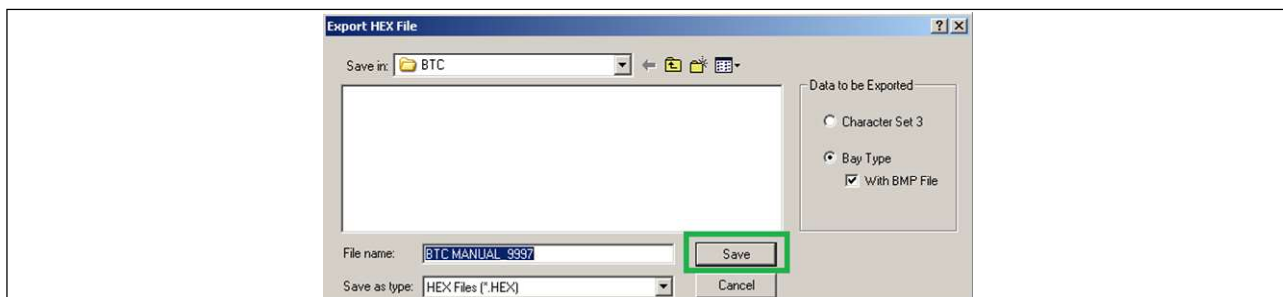 Export HEX File
Save in: BTC
Data to be Exported
Character Set 3
Bay Type
With BMP File
File name: BTC MANUAL_9997 Save
Save as type: HEX Files (*.HEX) Cancel